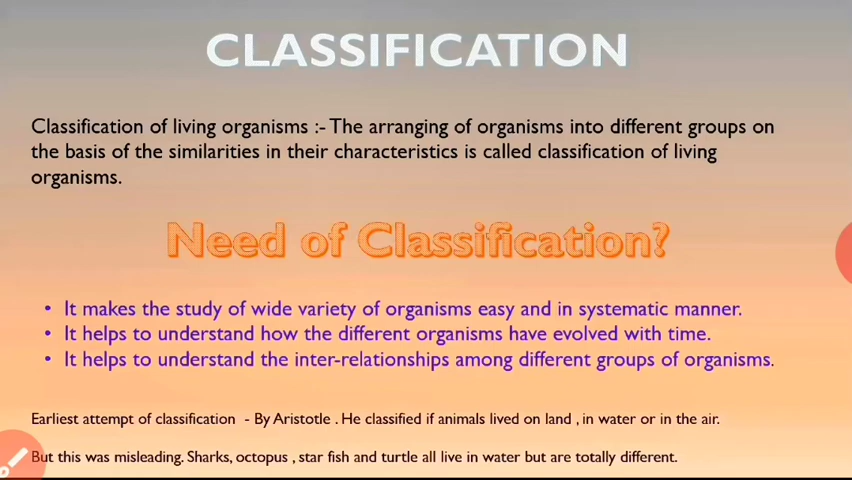 CLASSIFICATION
Classification of living organisms :- The arranging of organisms into different groups on
the basis of the similarities in their characteristics is called classification of living
organisms.
Need of Classification?
• It makes the study of wide variety of organisms easy and in systematic manner.
• It helps to understand how the different organisms have evolved with time.
• It helps to understand the inter-relationships among different groups of organisms.
Earliest attempt of classification - By Aristotle . He classified if animals lived on land , in water or in the air.
But this was misleading. Sharks, octopus , star fish and turtle all live in water but are totally different.